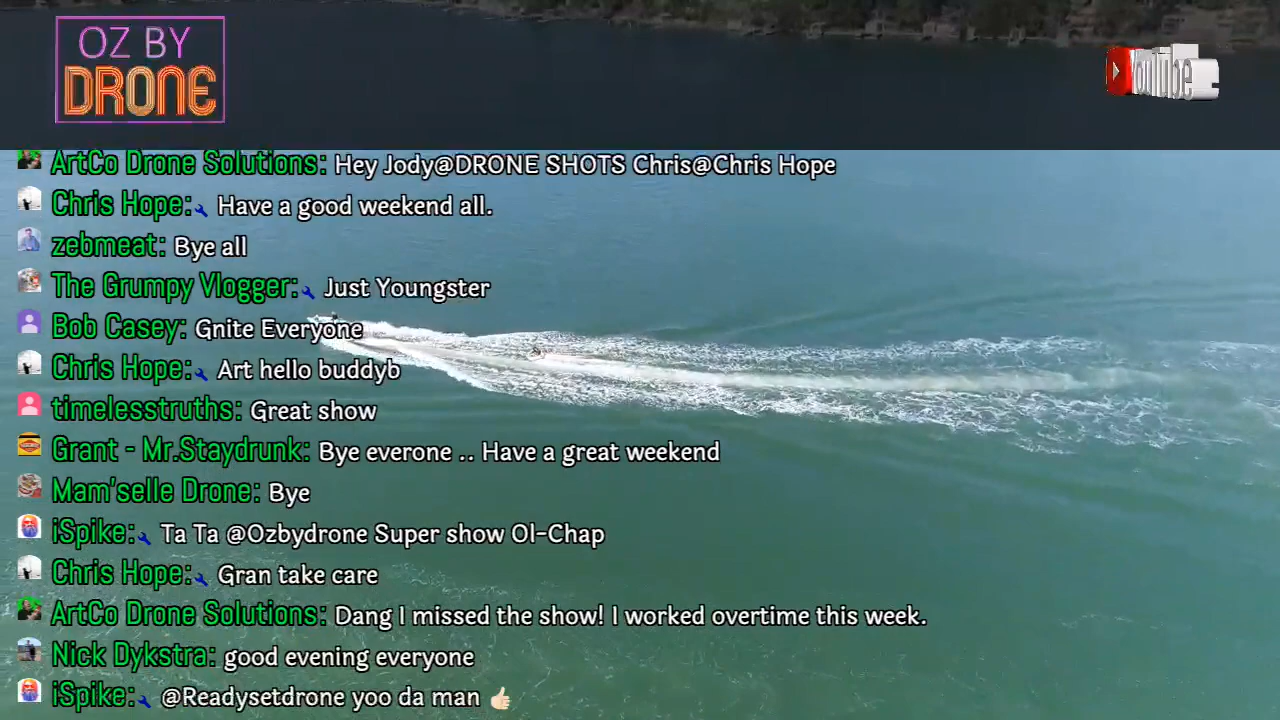 OZ BY
DRONE
YouTube
ArtCo Drone Solutions: Hey Jody@DRONE SHOTS Chris@Chris Hope
Chris Hope: Have a good weekend all.
zebmeat: Bye all
The Grumpy Vlogger: Just Youngster
Bob Casey: Gnite Everyone
Chris Hope: Art hello buddyb
timelesstruths: Great show
Grant - Mr.Staydrunk: Bye everone .. Have a great weekend
Mam'selle Drone: Bye
iSpike: Ta Ta @Ozbydrone Super show Ol-Chap
Chris Hope: Gran take care
ArtCo Drone Solutions: Dang I missed the show! I worked overtime this week.
Nick Dykstra: good evening everyone
iSpike: @Readysetdrone yoo da man 👍🏻